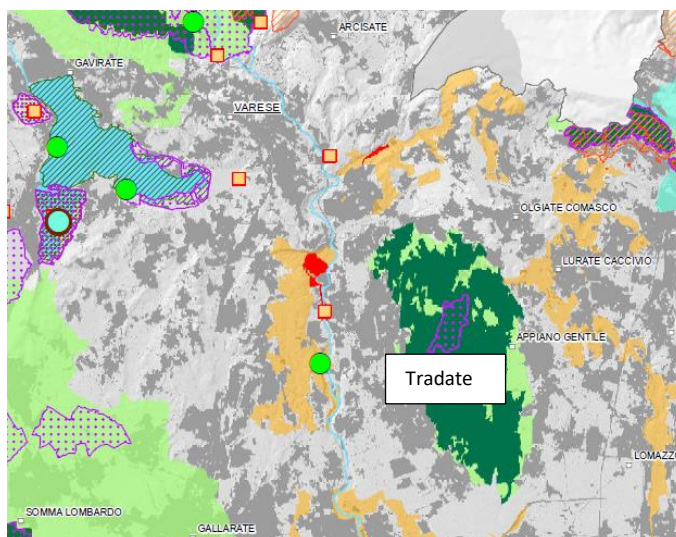 ARCISATE
GAVIRATE
VARESE
OLGIATE COMASCO
LURATE CACCIVIO
APPIANO GENTILE
Tradate
LOMAZZO
SOMMA LOMBARDO
GALLARATE